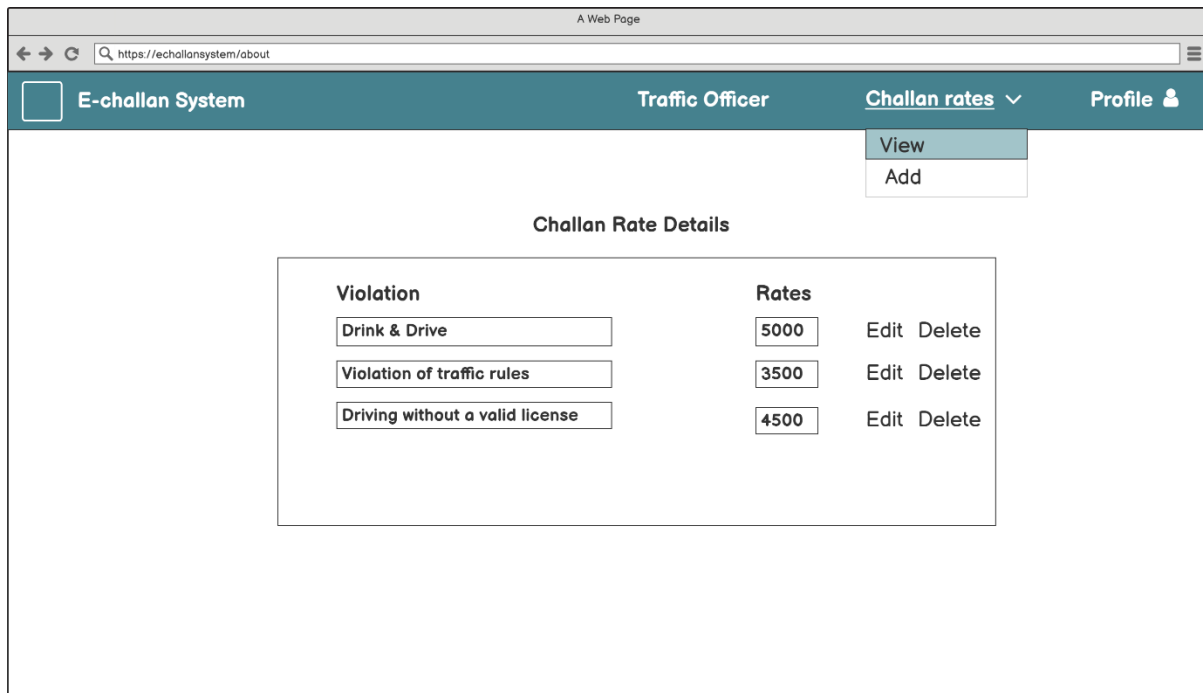 A Web Page
https://echallansystem/about
E-challan System Traffic Officer Challan rates Profile
View
Add
Challan Rate Details
Violation Rates
Drink & Drive 5000 Edit Delete
Violation of traffic rules 3500 Edit Delete
Driving without a valid license 4500 Edit Delete